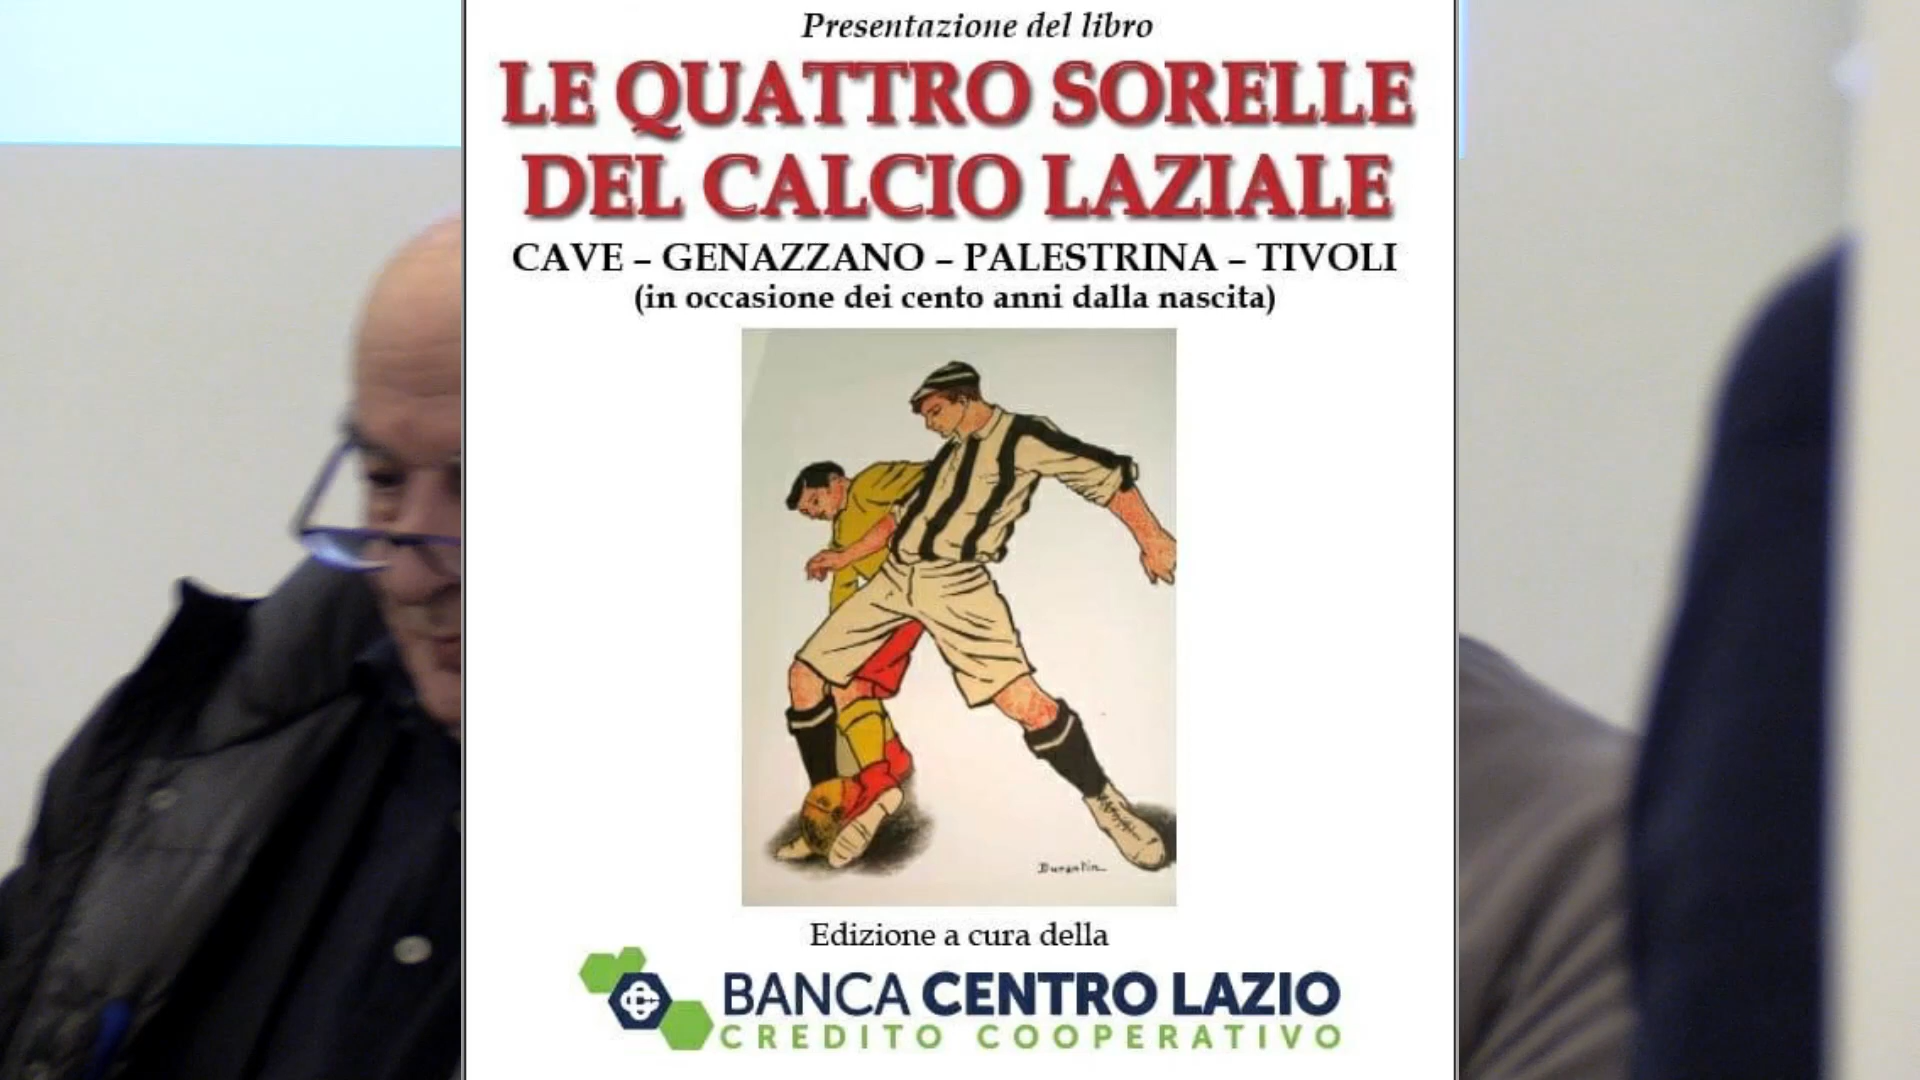 Presentazione del libro
LE QUATTRO SORELLE
DEL CALCIO LAZIALE
CAVE – GENAZZANO – PALESTRINA – TIVOLI
(in occasione dei cento anni dalla nascita)
Edizione a cura della
BANCA CENTRO LAZIO
CREDITO COOPERATIVO